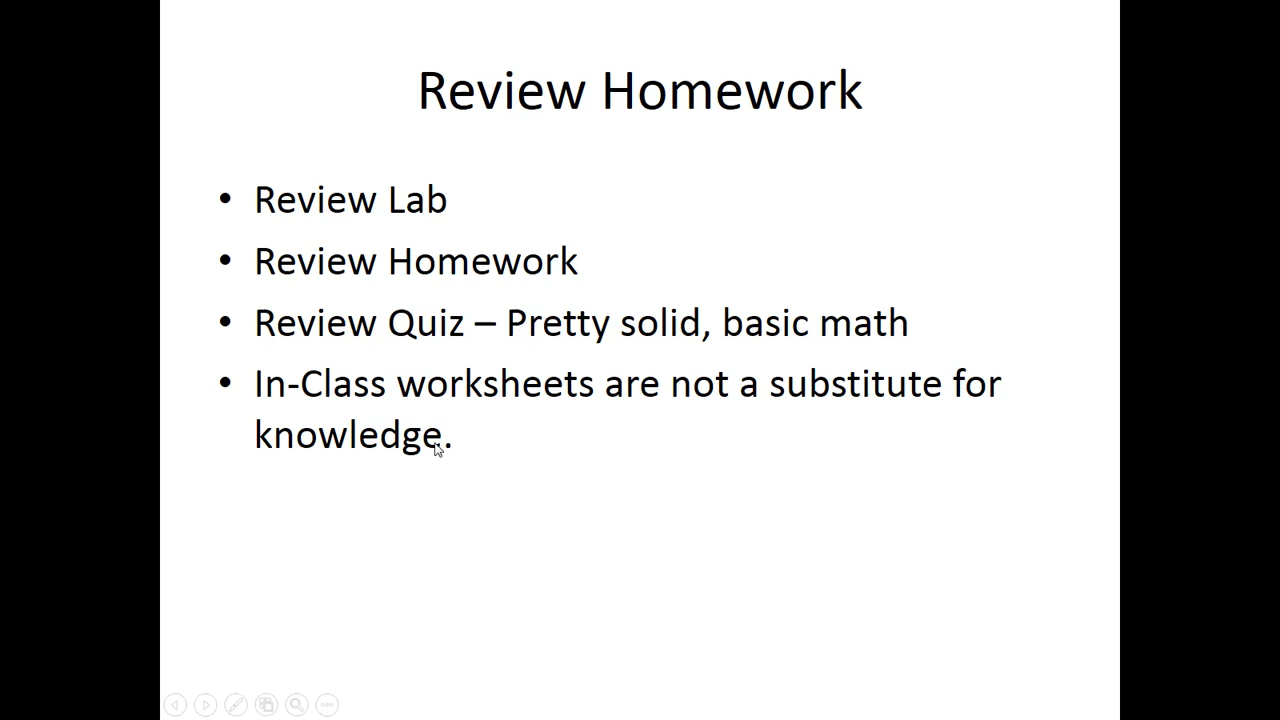 Review Homework
• Review Lab
• Review Homework
• Review Quiz – Pretty solid, basic math
• In-Class worksheets are not a substitute for
knowledge.